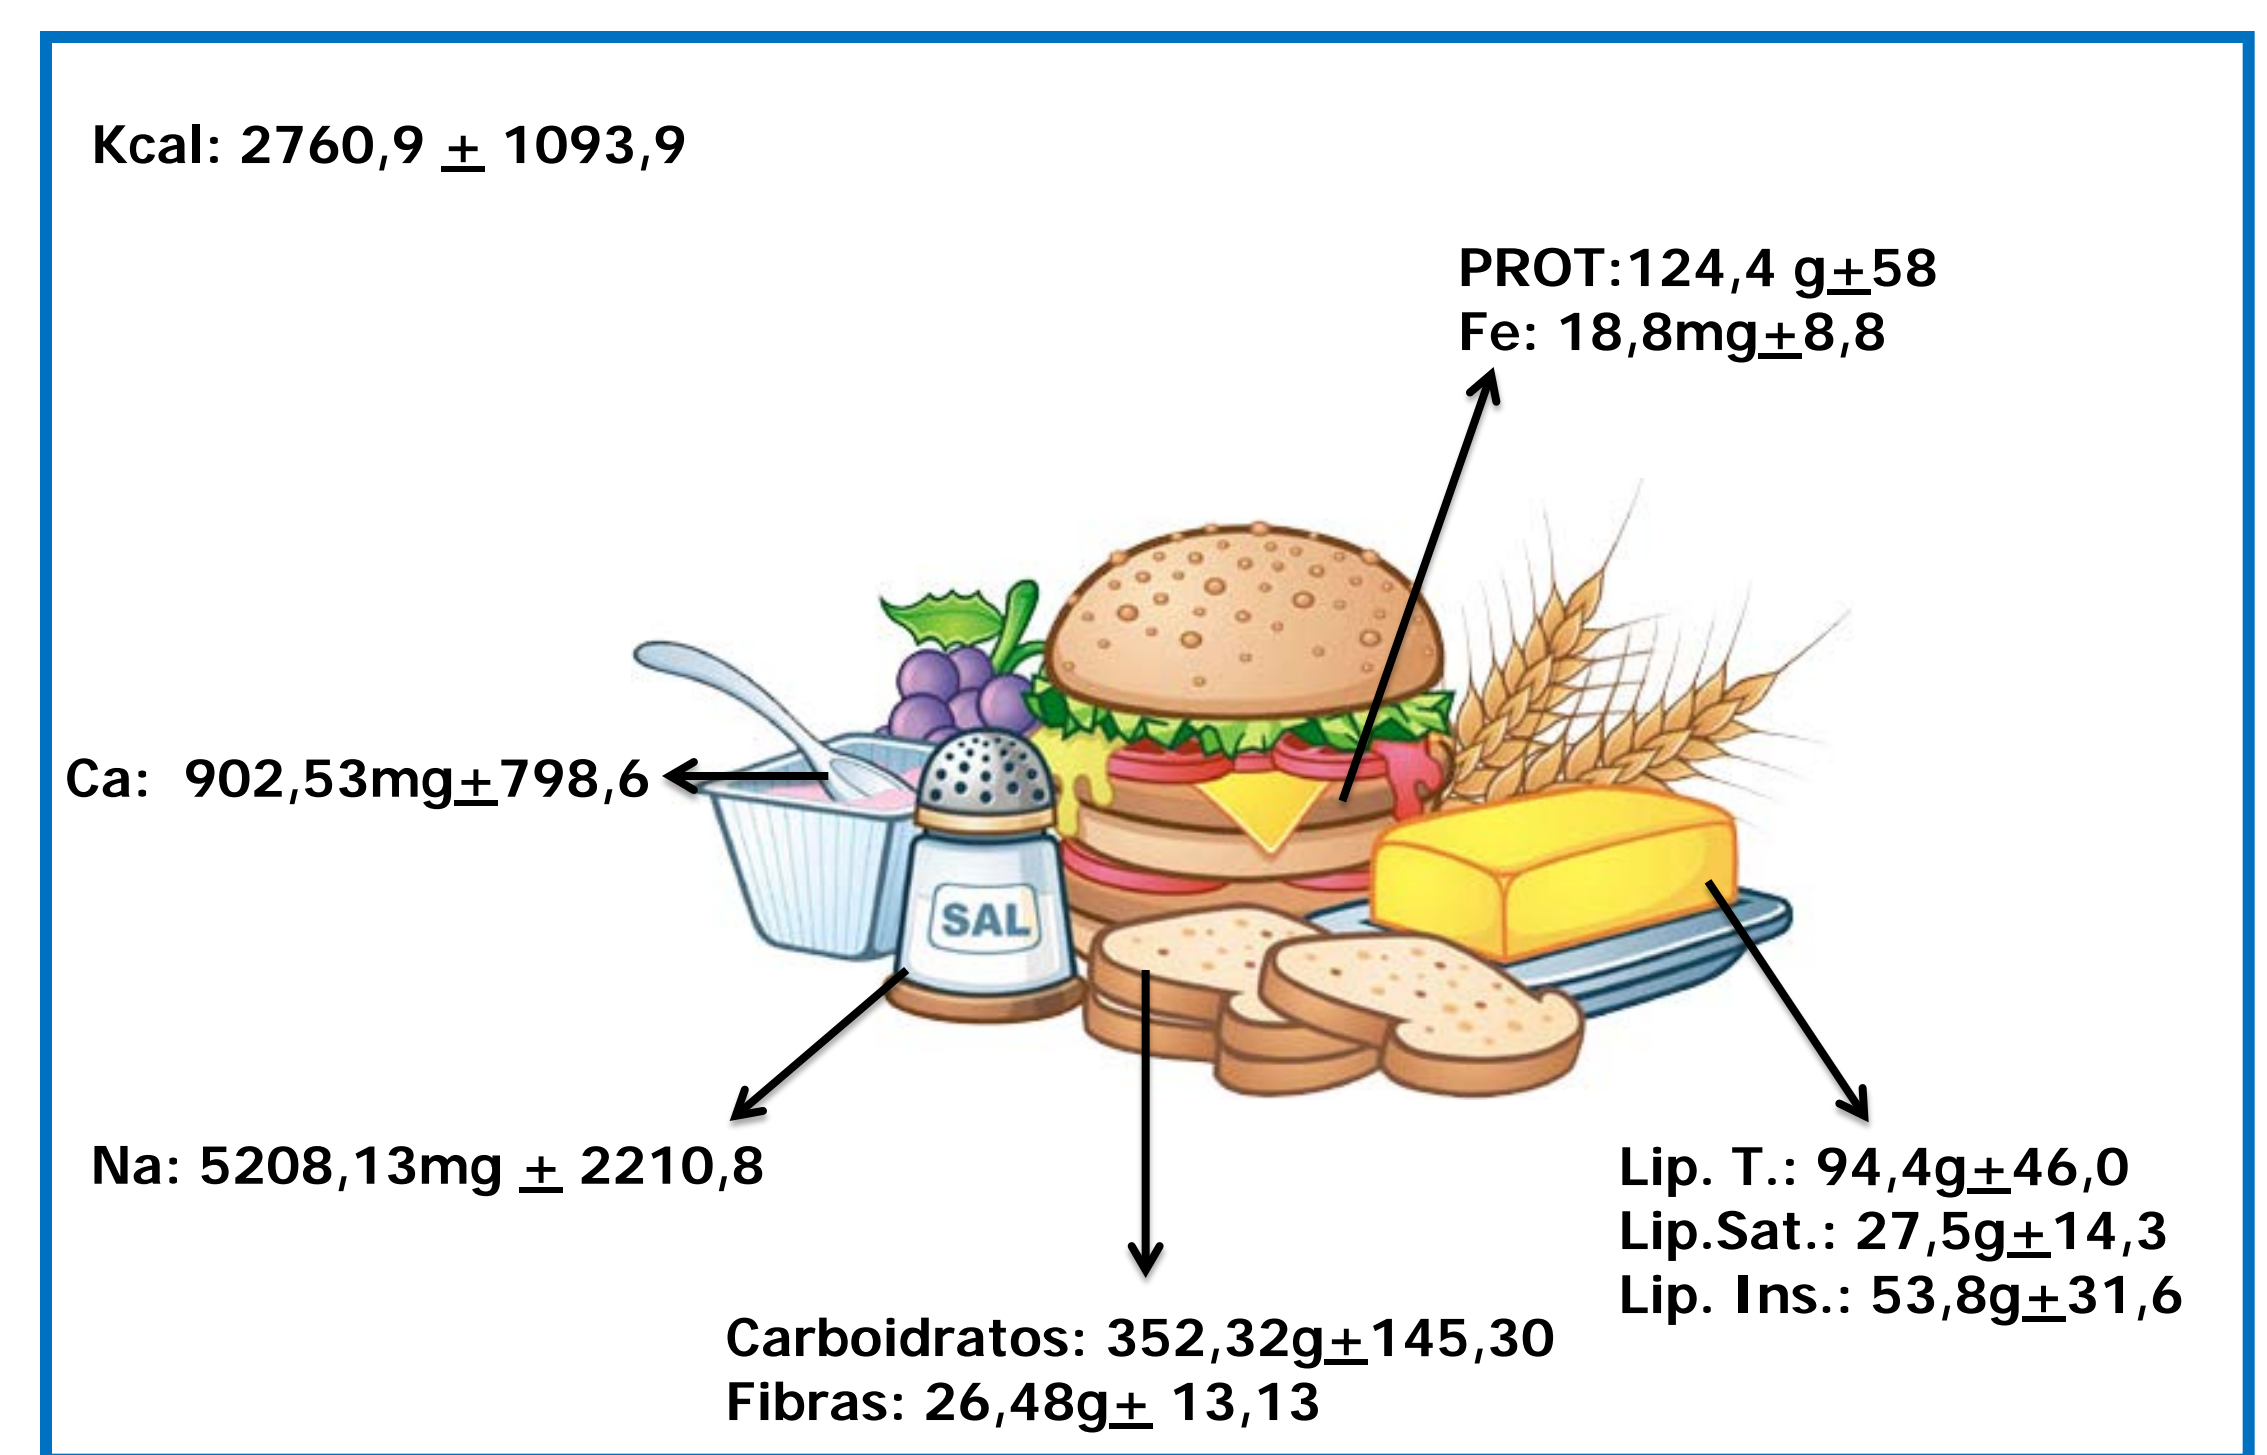 Kcal: 2760,9 ± 1093,9
PROT:124,4 g±58
Fe: 18,8mg±8,8
Ca: 902,53mg±798,6
SAL
Na: 5208,13mg ± 2210,8
Lip. T.: 94,4g±46,0
Lip.Sat.: 27,5g±14,3
Lip. Ins.: 53,8g±31,6
Carboidratos: 352,32g±145,30
Fibras: 26,48g± 13,13